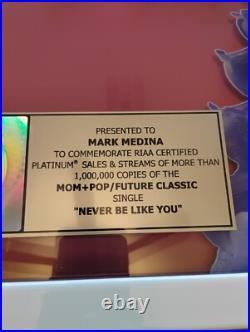 PRESENTED TO
MARK MEDINA
TO COMMEMORATE RIAA CERTIFIED
PLATINUM® SALES & STREAMS OF MORE THAN
1,000,000 COPIES OF THE
MOM+POP/FUTURE CLASSIC
SINGLE
"NEVER BE LIKE YOU"